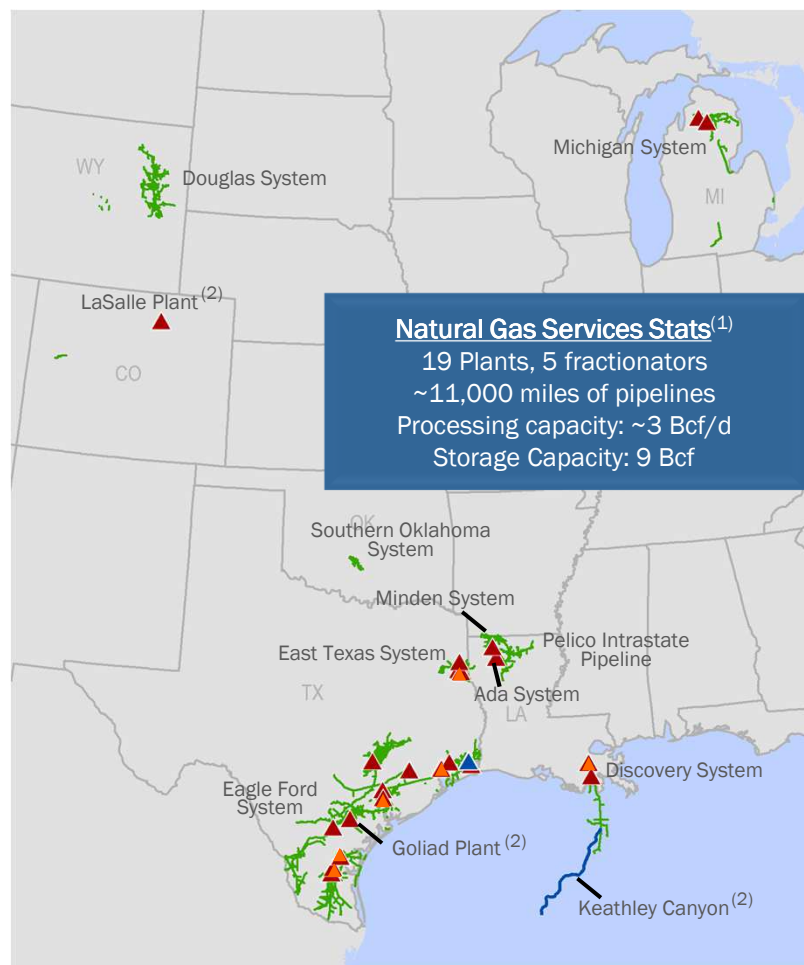 Michigan System
WY
Douglas System
MI
LaSalle Plant (2)
CO
Natural Gas Services Stats(1)
19 Plants, 5 fractionators
~11,000 miles of pipelines
Processing capacity: ~3 Bcf/d
Storage Capacity: 9 Bcf
OK
Southern Oklahoma
System
Minden System
East Texas System
Pelico Intrastate
Pipeline
Ada System
TX
LA
Discovery System
Eagle Ford
System
Goliad Plant (2)
Keathley Canyon(2)